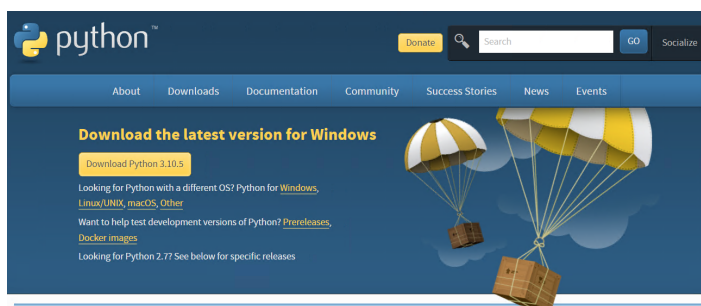 python™
Donate
Search
GO
Socialize
About
Downloads
Documentation
Community
Success Stories
News
Events
Download the latest version for Windows
Download Python 3.10.5
Looking for Python with a different OS? Python for Windows,
Linux/UNIX, macOS, Other
Want to help test development versions of Python? Prereleases,
Docker images
Looking for Python 2.7? See below for specific releases